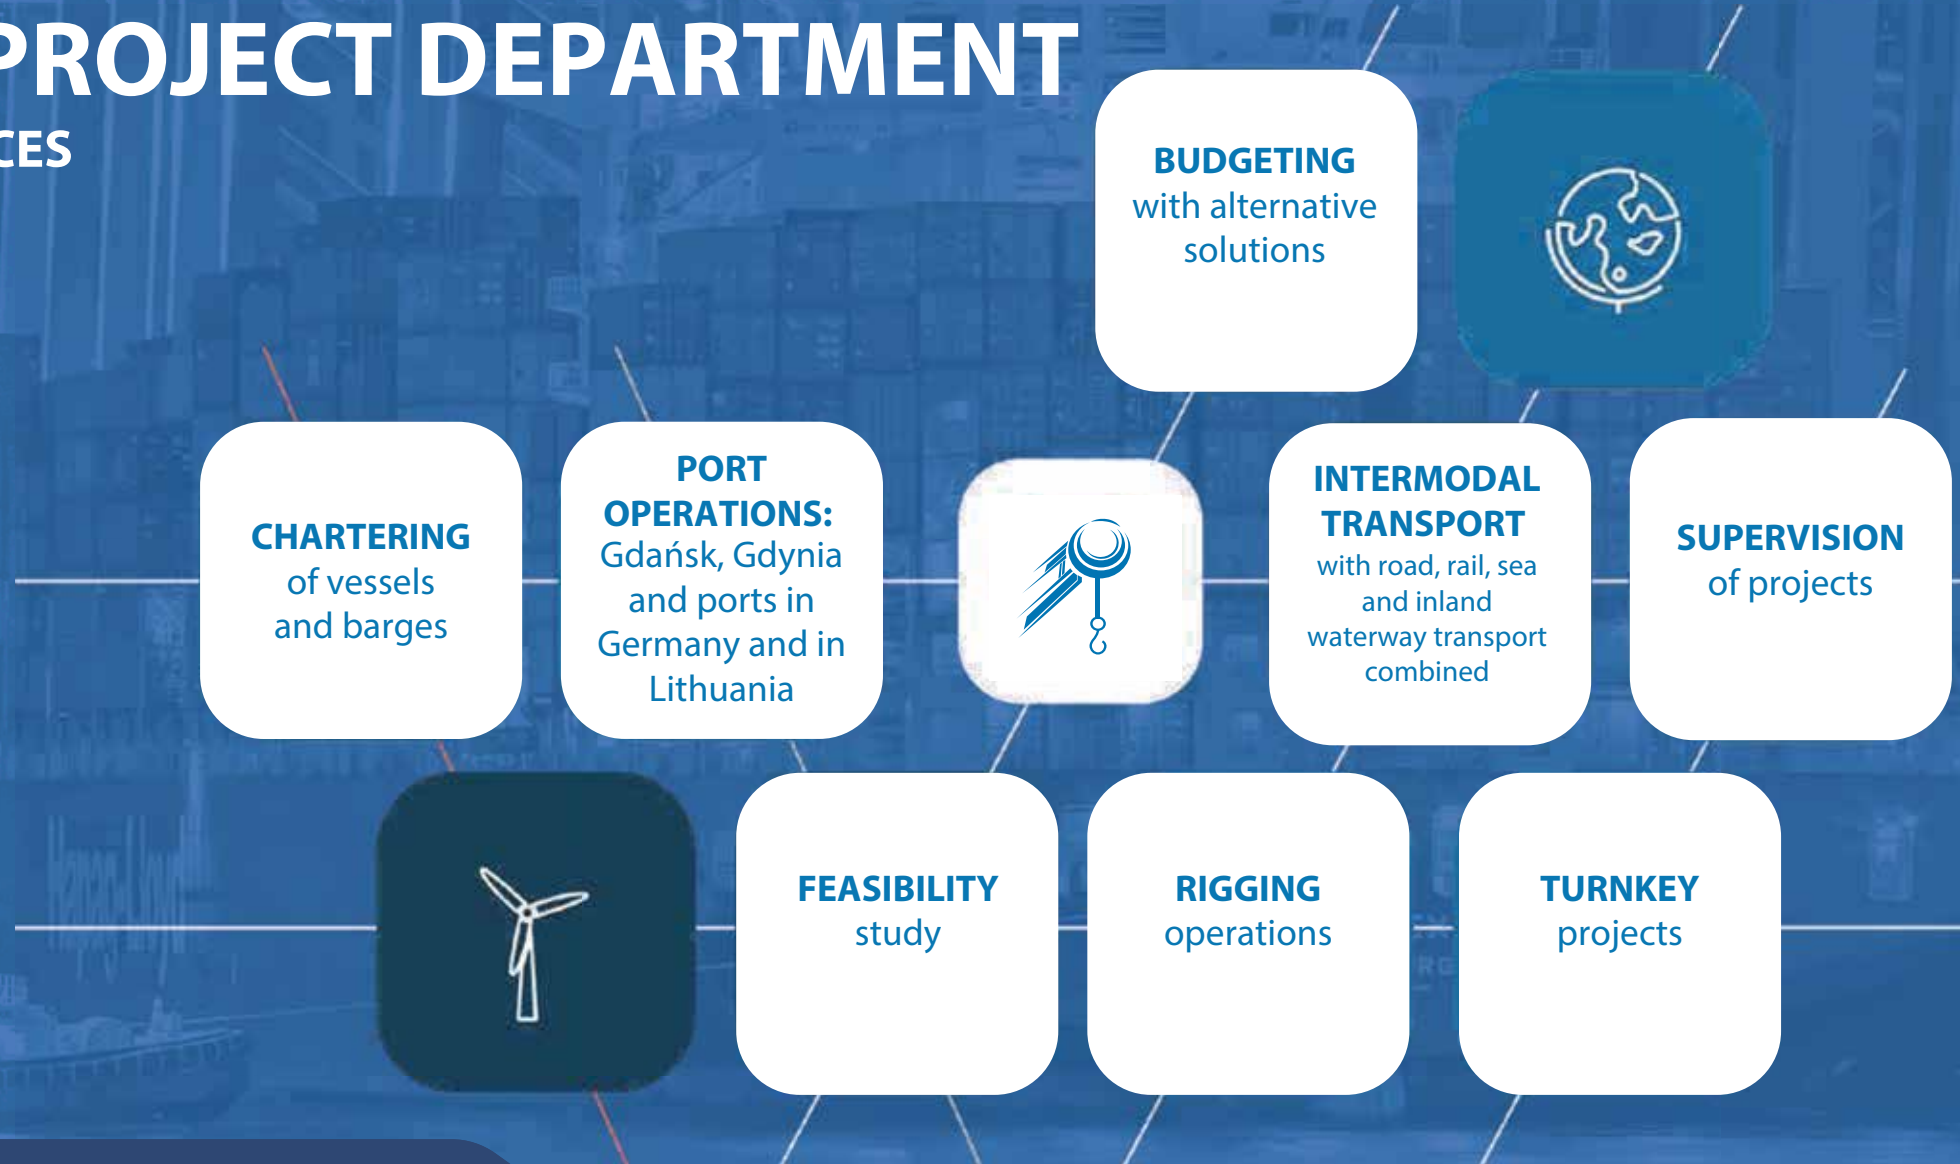 PROJECT DEPARTMENT
CES
BUDGETING
with alternative
solutions
CHARTERING
of vessels
and barges
PORT
OPERATIONS:
Gdańsk, Gdynia
and ports in
Germany and in
Lithuania
INTERMODAL
TRANSPORT
with road, rail, sea
and inland
waterway transport
combined
SUPERVISION
of projects
FEASIBILITY
study
RIGGING
operations
TURNKEY
projects